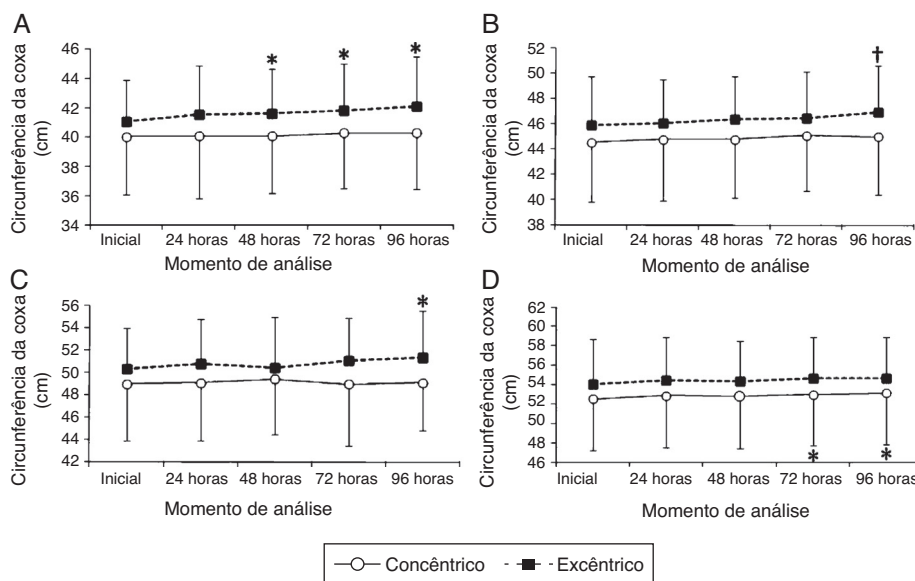 A
Circunferência da coxa
(cm)
46
44
42
40
38
36
34
* * *
Inicial 24 horas 48 horas 72 horas 96 horas
Momento de análise
B
Circunferência da coxa
(cm)
52
50
48
46
44
42
40
38
†
Inicial 24 horas 48 horas 72 horas 96 horas
Momento de análise
C
Circunferência da coxa
(cm)
56
54
52
51
50
48
46
44
42
*
Inicial 24 horas 48 horas 72 horas 96 horas
Momento de análise
D
Circunferência da coxa
(cm)
62
60
58
56
54
52
50
48
46
* *
Inicial 24 horas 48 horas 72 horas 96 horas
Momento de análise
Concêntrico Excêntrico